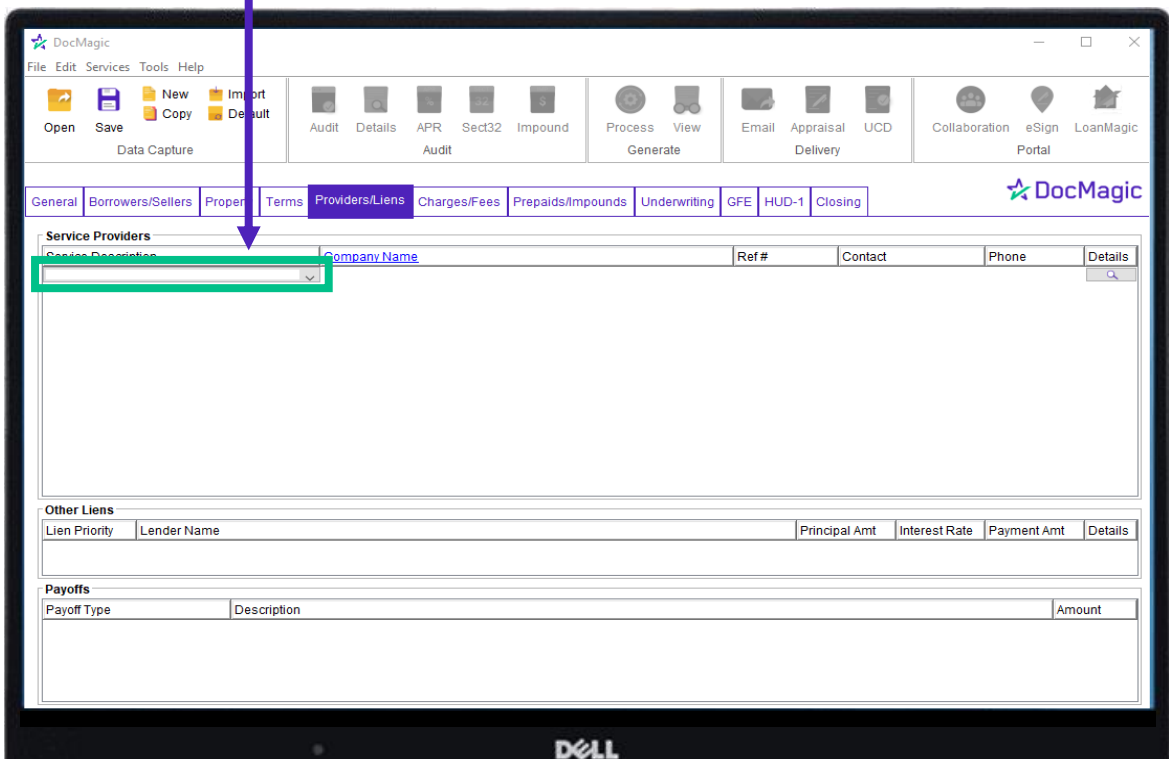 DocMagic
File Edit Services Tools Help
New Import
Copy Default
Open Save
Data Capture
Audit Details APR Sect32 Impound
Audit
Process View
Generate
Email Appraisal UCD
Delivery
Collaboration eSign LoanMagic
Portal
DocMagic
General Borrowers/Sellers Terms Providers/Liens Charges/Fees Prepaids/Impounds Underwriting GFE HUD-1 Closing
Service Providers
Service Description Company Name Ref # Contact Phone Details
Other Liens
Lien Priority Lender Name Principal Amt Interest Rate Payment Amt Details
Payoffs
Payoff Type Description Amount
DELL